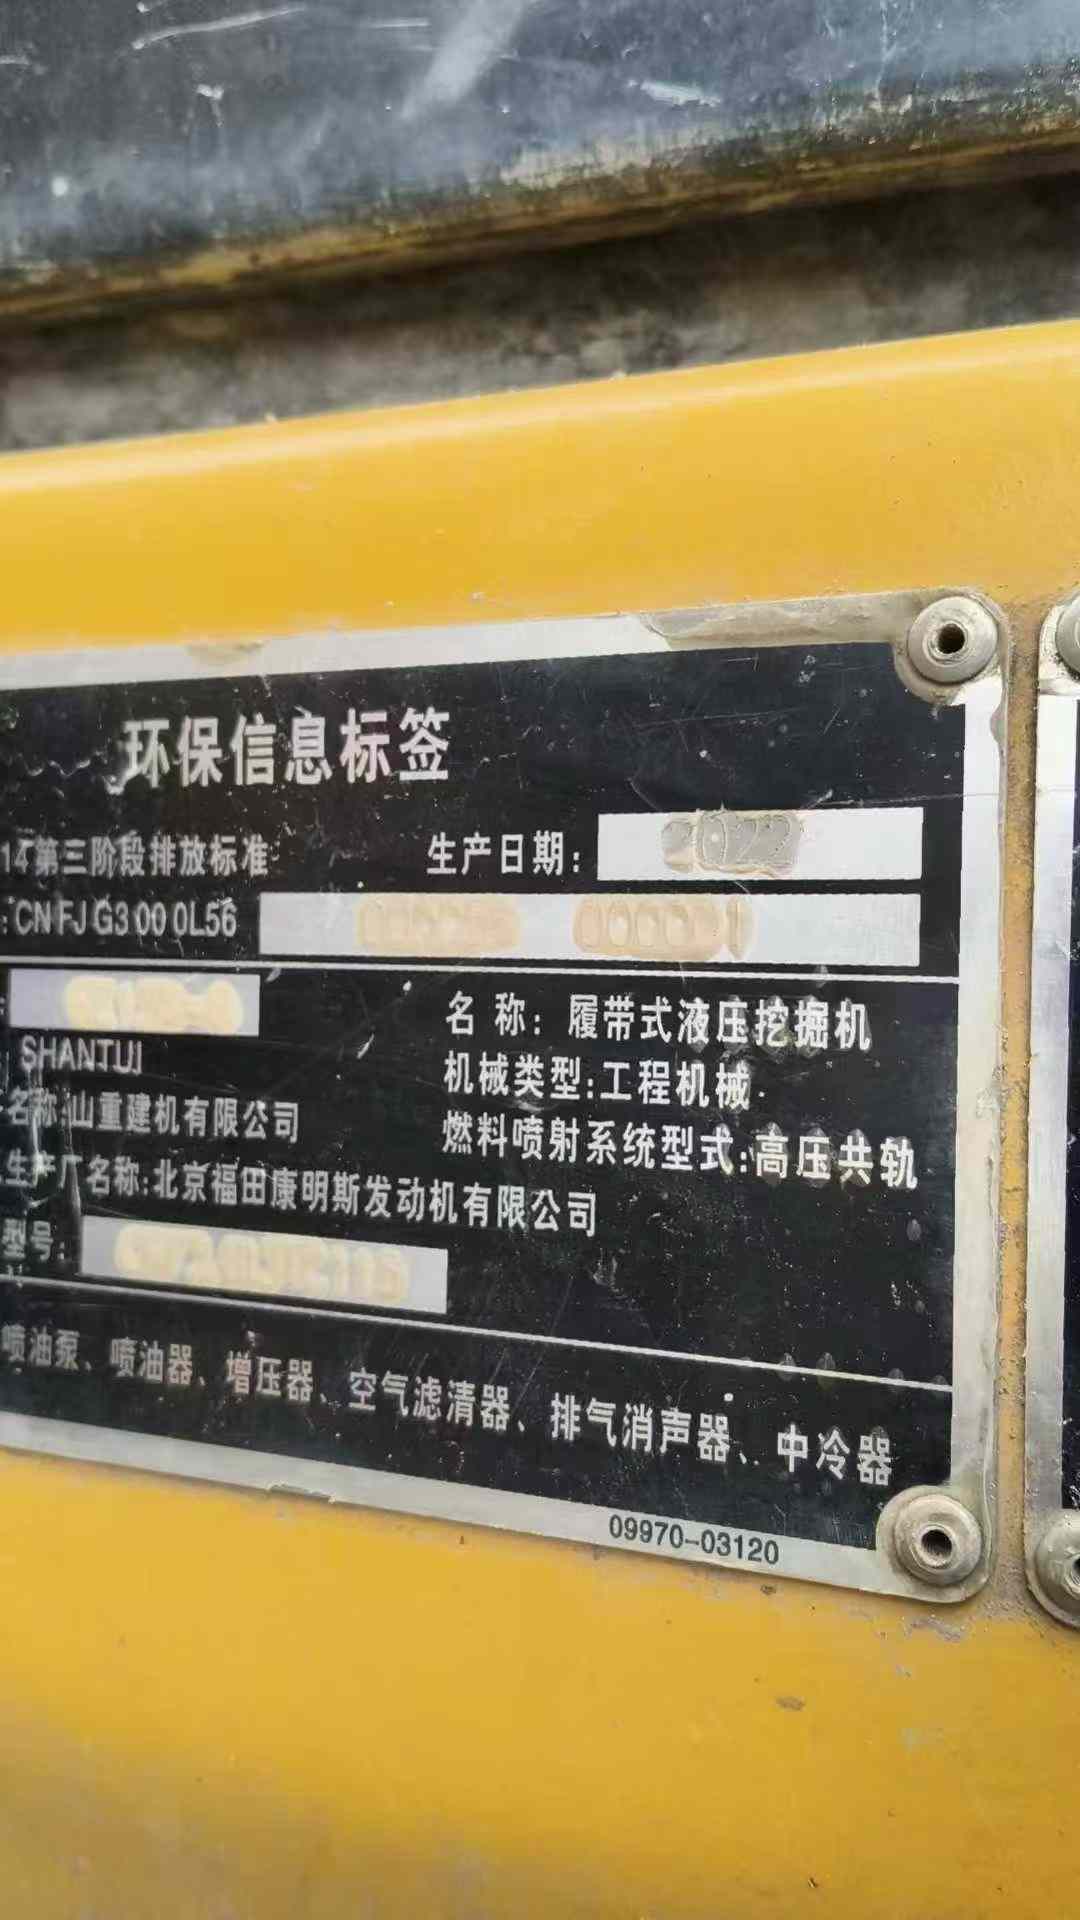 环保信息标签
14第三阶段排放标准 生产日期: 2022
:CN FJ G3 00 0L56
SHANTUI
名 称: 履带式液压挖掘机
机械类型:工程机械
名称:山重建机有限公司
燃料喷射系统型式:高压共轨
生产厂名称:北京福田康明斯发动机有限公司
型号:
喷油泵、喷油器、增压器、空气滤清器、排气消声器、中冷器
09970-03120